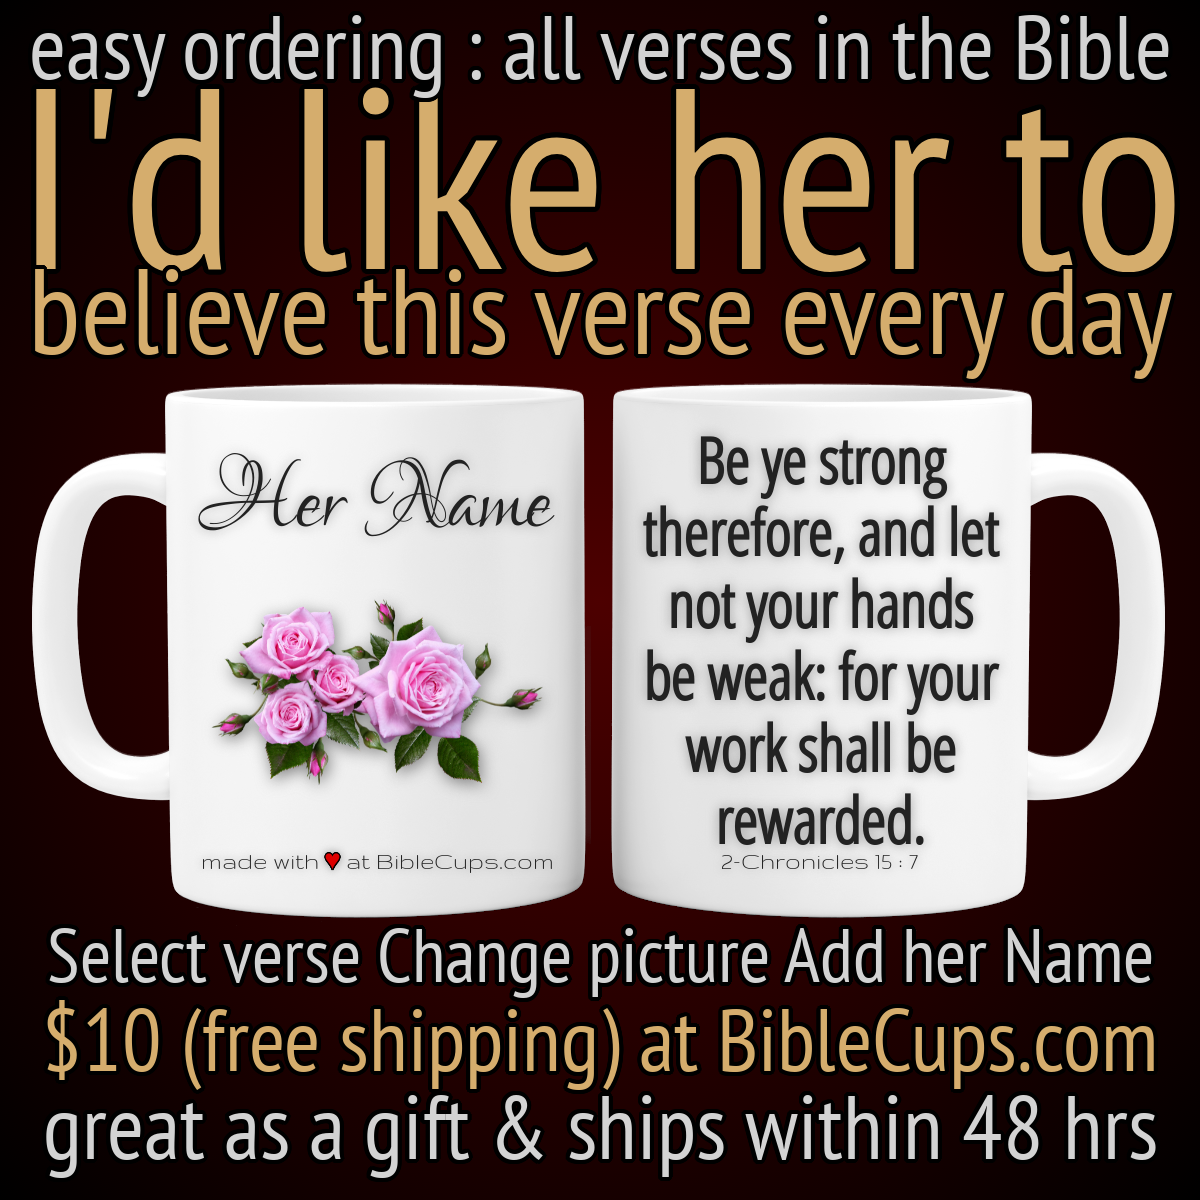 easy ordering : all verses in the Bible
I'd like her to
believe this verse every day
Her Name
made with ♥ at BibleCups.com
Be ye strong
therefore, and let
not your hands
be weak: for your
work shall be
rewarded.
2-Chronicles 15 : 7
Select verse Change picture Add her Name
$10 (free shipping) at BibleCups.com
great as a gift & ships within 48 hrs